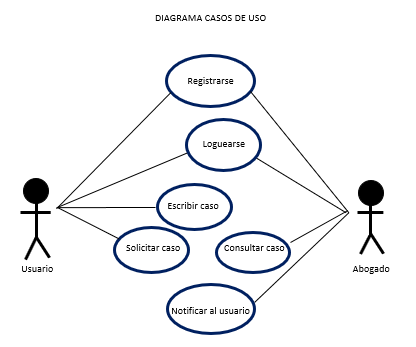 DIAGRAMA CASOS DE USO
Registrarse
Loguearse
Escribir caso
Solicitar caso
Consultar caso
Usuario
Abogado
Notificar al usuario